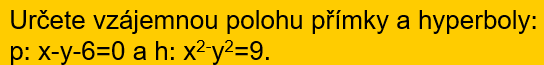 Určete vzájemnou polohu přímky a hyperboly:
p: x-y-6=0 a h: x²⁻y²=9.